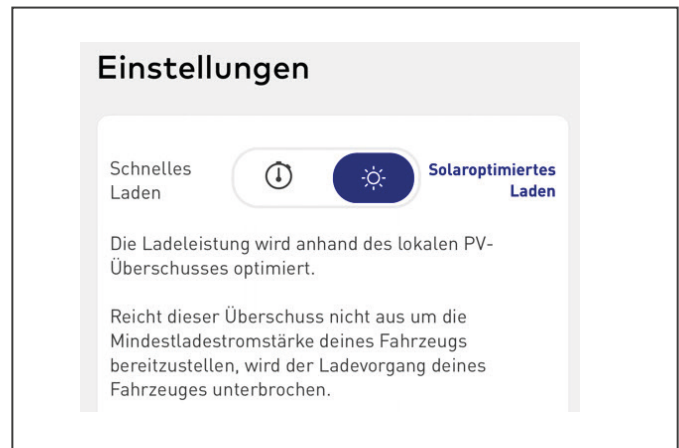 Einstellungen
Schnelles
Laden
Solaroptimiertes
Laden
Die Ladeleistung wird anhand des lokalen PV-
Überschusses optimiert.
Reicht dieser Überschuss nicht aus um die
Mindestladestromstärke deines Fahrzeugs
bereitzustellen, wird der Ladevorgang deines
Fahrzeuges unterbrochen.